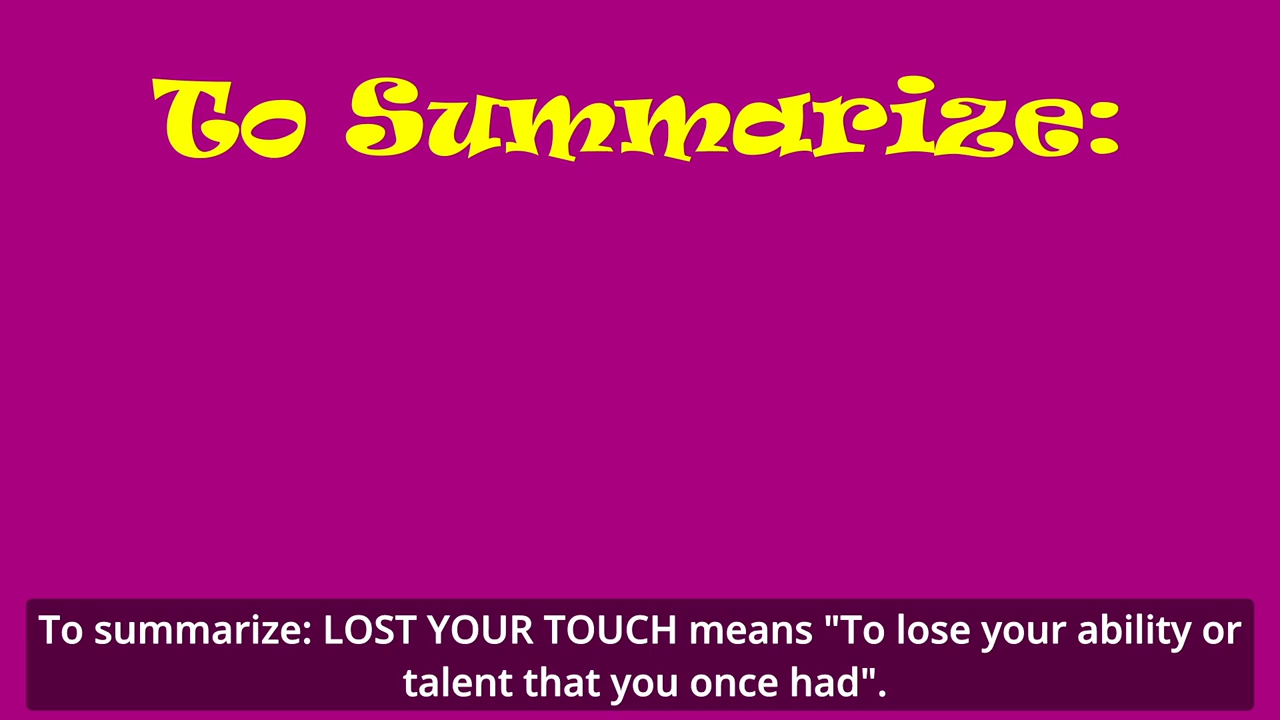 To Summarize:
To summarize: LOST YOUR TOUCH means "To lose your ability or
talent that you once had".